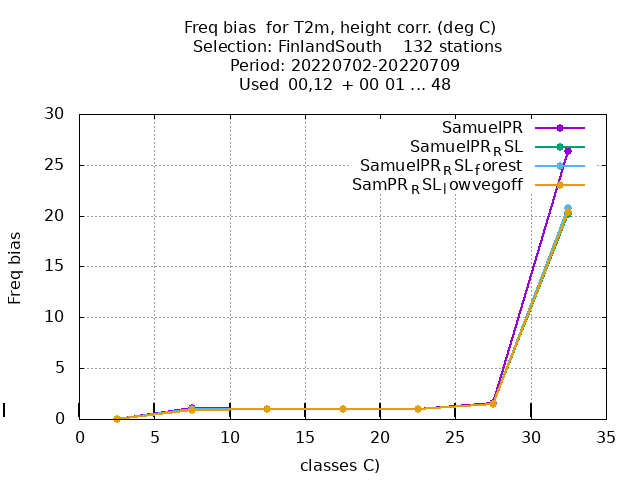 Freq bias for T2m, height corr. (deg C)
Selection: FinlandSouth 132 stations
Period: 20220702-20220709
Used 00,12 + 00 01 ... 48
SamuelPR
SamuelPR_RSL
SamuelPR_RSL_forest
SamPR_RSL_lowvegoff
Freq bias
30
25
20
15
10
5
0
0 5 10 15 20 25 30 35
classes C)